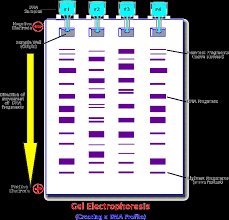 DNA
Samples
#1
#2
#3
#4
Negative
Electrode
Sample Well
(Origin)
Direction of
Movement
of DNA
Fragments
DNA Fragments
Positive
Electrode
Gel Electrophoresis
(Creating a DNA Profile)